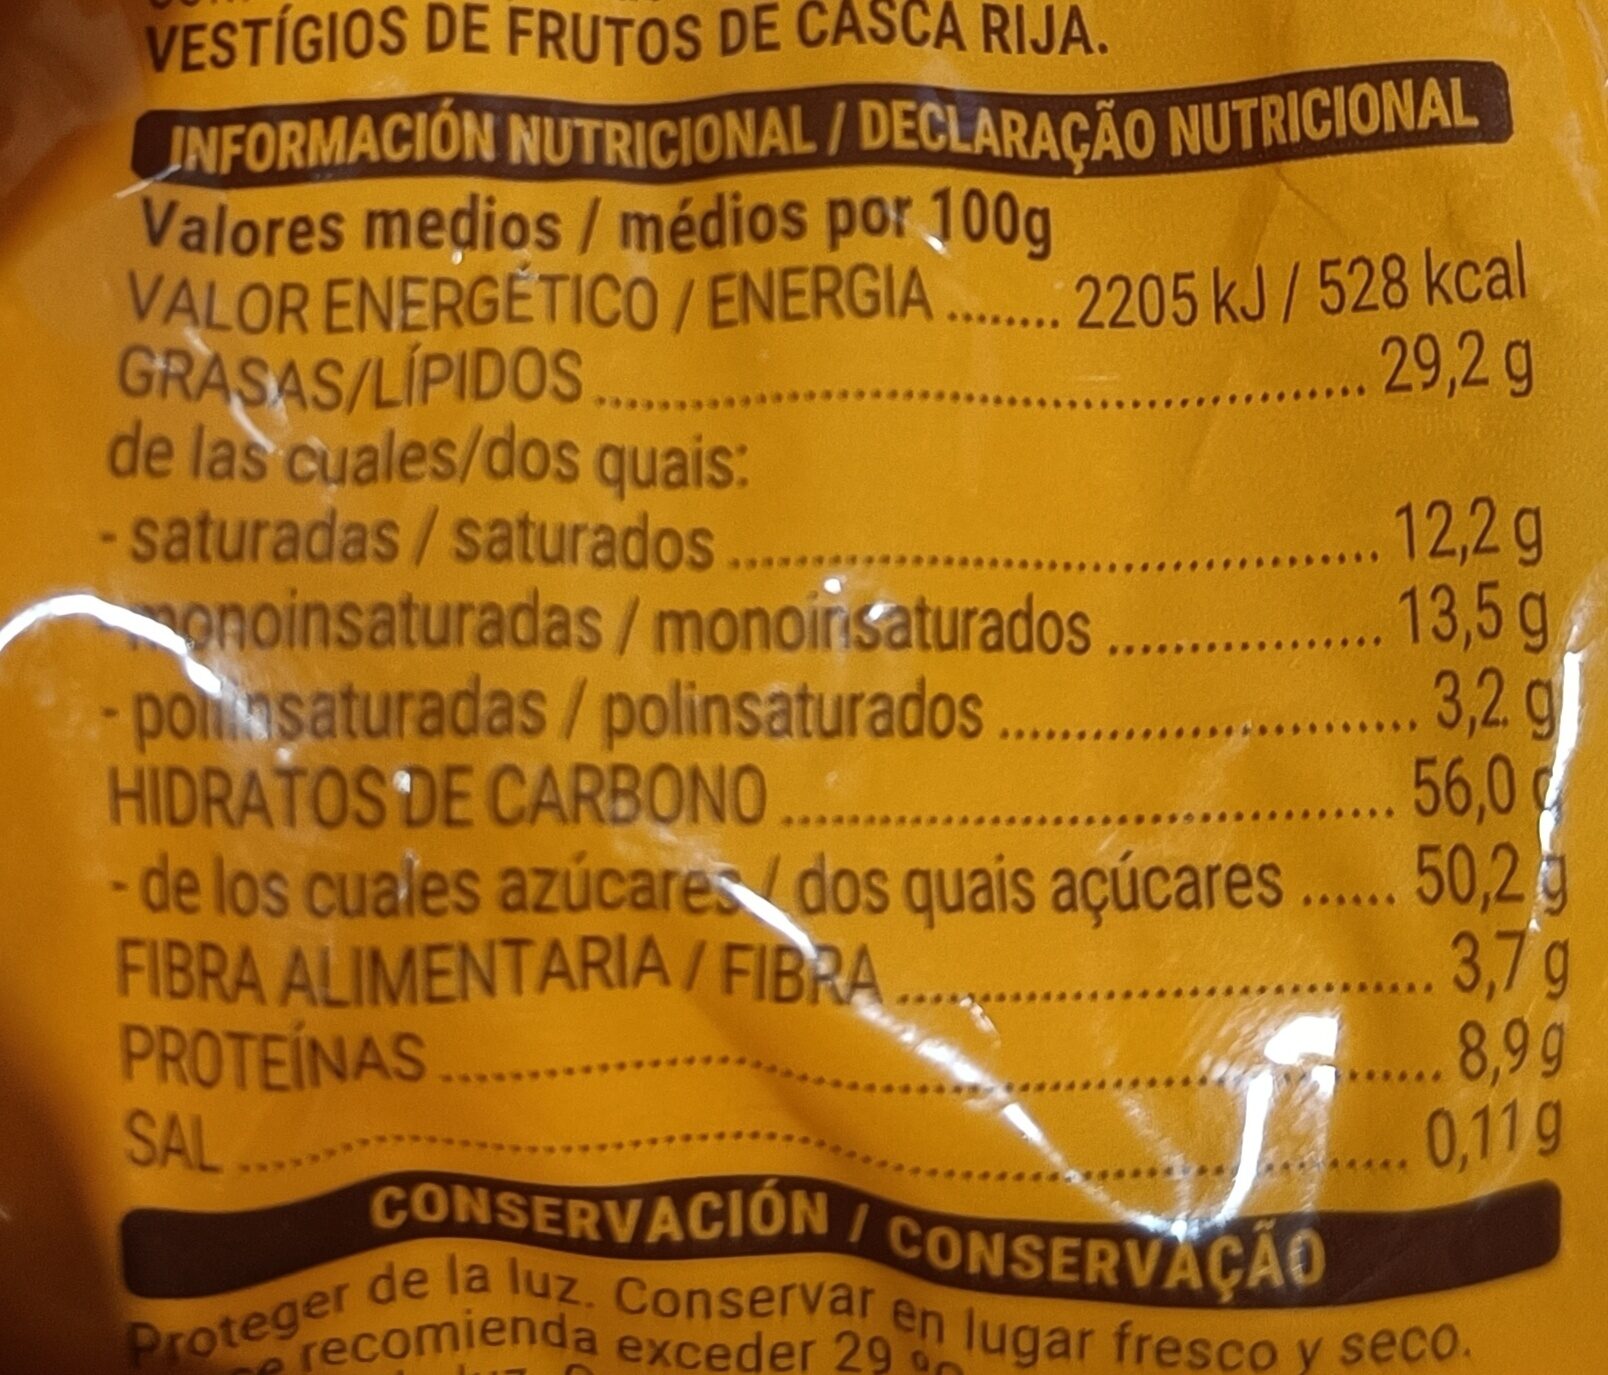 VESTÍGIOS DE FRUTOS DE CASCA RIJA.
INFORMACIÓN NUTRICIONAL / DECLARAÇÃO NUTRICIONAL
Valores medios / médios por 100g
VALOR ENERGÉTICO / ENERGIA ........ 2205 kJ / 528 kcal
GRASAS/LÍPIDOS ........ 29,2 g
de las cuales/dos quais:
- saturadas / saturados ........ 12,2 g
- monoinsaturadas / monoinsaturados ........ 13,5 g
- poliinsaturadas / polinsaturados ........ 3,2 g
HIDRATOS DE CARBONO ........ 56,0 g
- de los cuales azúcares / dos quais açúcares ...... 50,2 g
FIBRA ALIMENTARIA / FIBRA ........ 3,7 g
PROTEÍNAS ........ 8,9 g
SAL ........ 0,11 g
CONSERVACIÓN / CONSERVAÇÃO
Proteger de la luz. Conservar en lugar fresco y seco.
se recomienda exceder 29